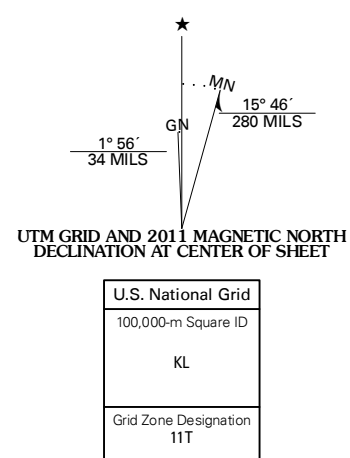 ★
MN
15° 46´
280 MILS
GN
1° 56´
34 MILS
UTM GRID AND 2011 MAGNETIC NORTH
DECLINATION AT CENTER OF SHEET
U.S. National Grid
100,000-m Square ID
KL
Grid Zone Designation
11T